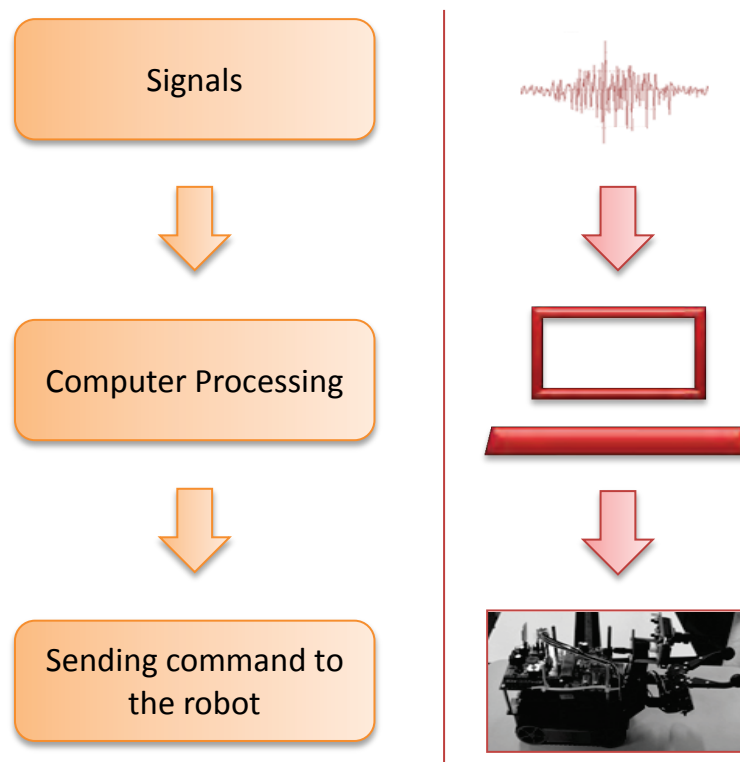 Signals
Computer Processing
Sending command to
the robot